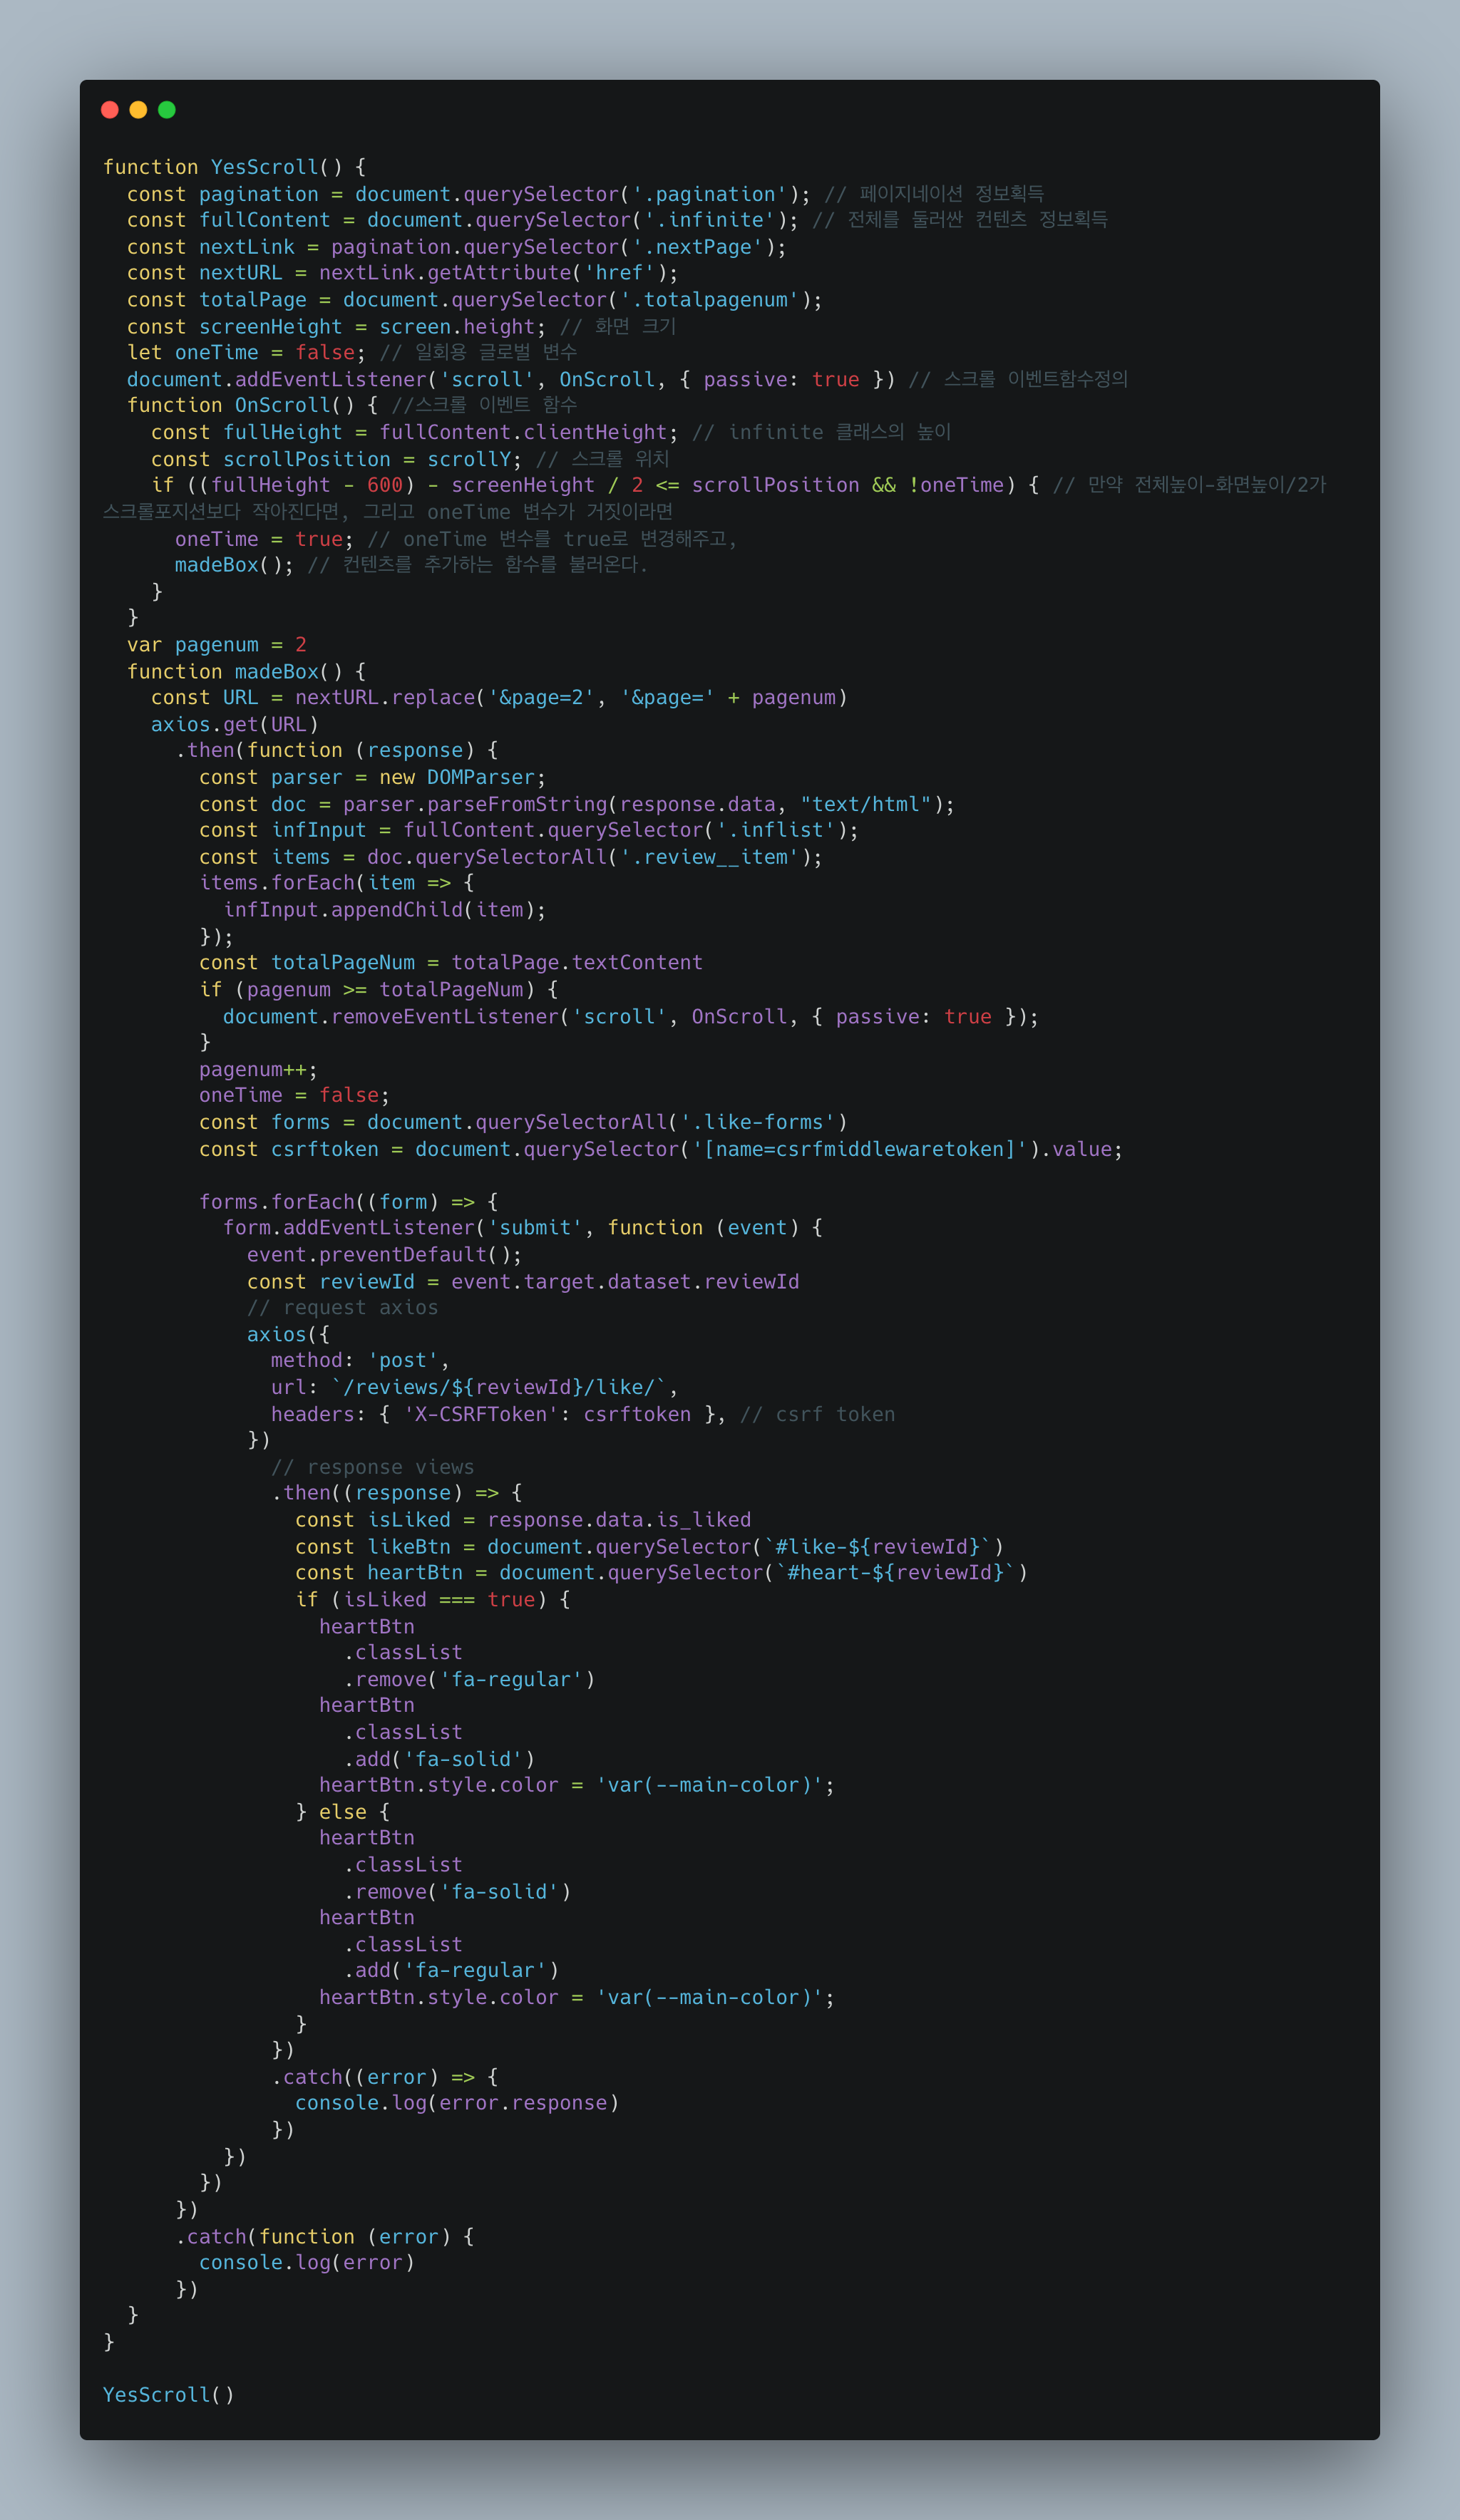 function YesScroll() {
  const pagination = document.querySelector('.pagination'); // 페이지네이션 정보획득
  const fullContent = document.querySelector('.infinite'); // 전체를 둘러싼 컨텐츠 정보획득
  const nextLink = pagination.querySelector('.nextPage');
  const nextURL = nextLink.getAttribute('href');
  const totalPage = document.querySelector('.totalpagenum');
  const screenHeight = screen.height; // 화면 크기
  let oneTime = false; // 일회용 글로벌 변수
  document.addEventListener('scroll', OnScroll, { passive: true }) // 스크롤 이벤트함수정의
  function OnScroll() { //스크롤 이벤트 함수
    const fullHeight = fullContent.clientHeight; // infinite 클래스의 높이
    const scrollPosition = scrollY; // 스크롤 위치
    if ((fullHeight - 600) - screenHeight / 2 <= scrollPosition && !oneTime) { // 만약 전체높이-화면높이/2가
스크롤포지션보다 작아진다면, 그리고 oneTime 변수가 거짓이라면
      oneTime = true; // oneTime 변수를 true로 변경해주고,
      madeBox(); // 컨텐츠를 추가하는 함수를 불러온다.
    }
  }
  var pagenum = 2
  function madeBox() {
    const URL = nextURL.replace('&page=2', '&page=' + pagenum)
    axios.get(URL)
      .then(function (response) {
        const parser = new DOMParser;
        const doc = parser.parseFromString(response.data, "text/html");
        const infInput = fullContent.querySelector('.inflist');
        const items = doc.querySelectorAll('.review__item');
        items.forEach(item => {
          infInput.appendChild(item);
        });
        const totalPageNum = totalPage.textContent
        if (pagenum >= totalPageNum) {
          document.removeEventListener('scroll', OnScroll, { passive: true });
        }
        pagenum++;
        oneTime = false;
        const forms = document.querySelectorAll('.like-forms')
        const csrftoken = document.querySelector('[name=csrfmiddlewaretoken]').value;

        forms.forEach((form) => {
          form.addEventListener('submit', function (event) {
            event.preventDefault();
            const reviewId = event.target.dataset.reviewId
            // request axios
            axios({
              method: 'post',
              url: `/reviews/${reviewId}/like/`,
              headers: { 'X-CSRFToken': csrftoken }, // csrf token
            })
              // response views
              .then((response) => {
                const isLiked = response.data.is_liked
                const likeBtn = document.querySelector(`#like-${reviewId}`)
                const heartBtn = document.querySelector(`#heart-${reviewId}`)
                if (isLiked === true) {
                  heartBtn
                    .classList
                    .remove('fa-regular')
                  heartBtn
                    .classList
                    .add('fa-solid')
                  heartBtn.style.color = 'var(--main-color)';
                } else {
                  heartBtn
                    .classList
                    .remove('fa-solid')
                  heartBtn
                    .classList
                    .add('fa-regular')
                  heartBtn.style.color = 'var(--main-color)';
                }
              })
              .catch((error) => {
                console.log(error.response)
              })
          })
        })
      })
      .catch(function (error) {
        console.log(error)
      })
  }
}

YesScroll()